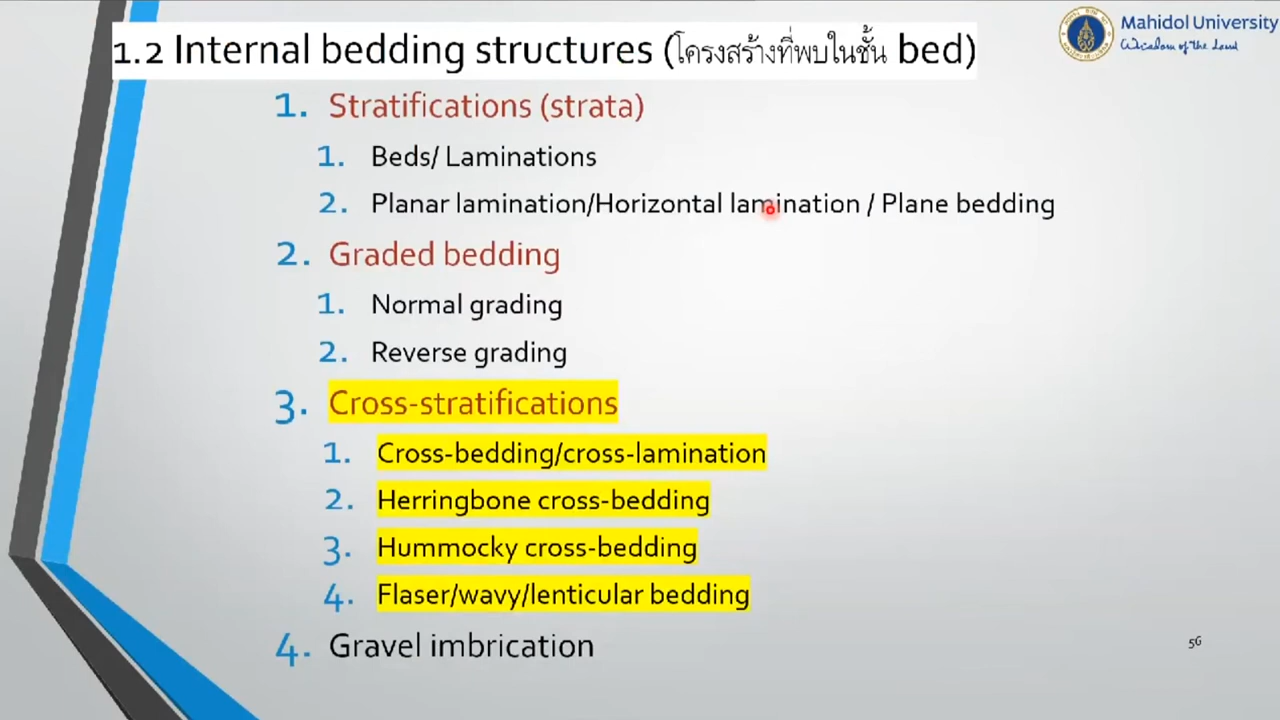 1.2 Internal bedding structures (โครงสร้างที่พบในชั้น bed)
Mahidol University
Wisdom of the Land
1. Stratifications (strata)
1. Beds/ Laminations
2. Planar lamination/Horizontal lamination / Plane bedding
2. Graded bedding
1. Normal grading
2. Reverse grading
3. Cross-stratifications
1. Cross-bedding/cross-lamination
2. Herringbone cross-bedding
3. Hummocky cross-bedding
4. Flaser/wavy/lenticular bedding
4. Gravel imbrication
56